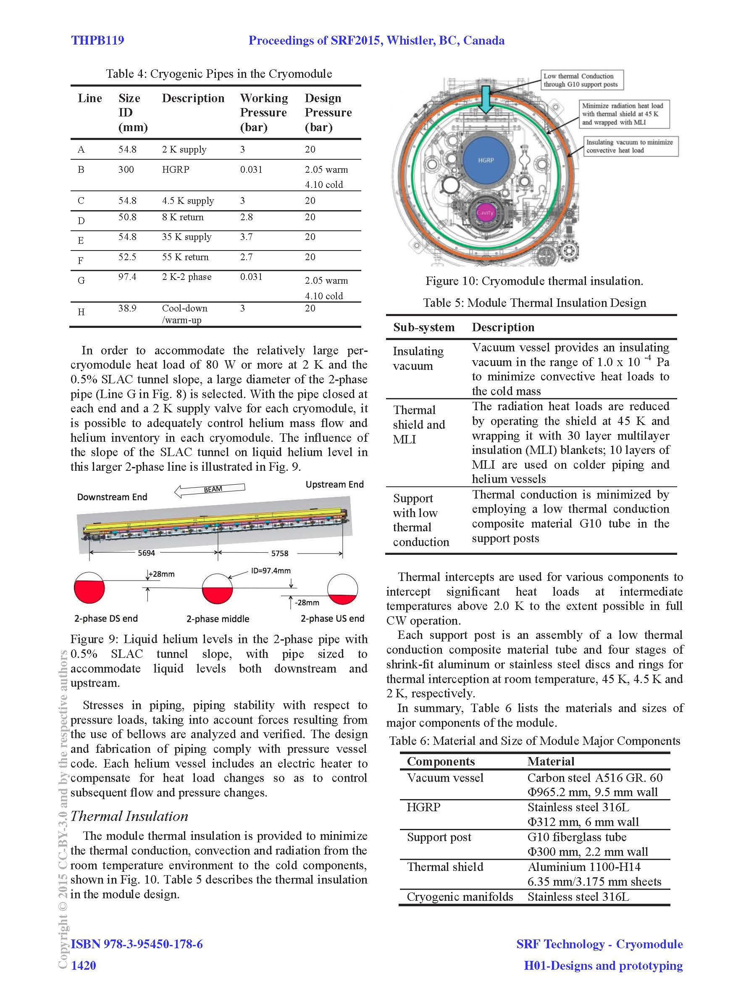 THPB119
Proceedings of SRF2015, Whistler, BC, Canada
Table 4: Cryogenic Pipes in the Cryomodule
Line Size ID (mm) Description Working Pressure (bar) Design Pressure (bar)
A 54.8 2 K supply 3 20
B 300 HGRP 0.031 2.05 warm
4.10 cold
C 54.8 4.5 K supply 3 20
D 50.8 8 K return 2.8 20
E 54.8 35 K supply 3.7 20
F 52.5 55 K return 2.7 20
G 97.4 2 K-2 phase 0.031 2.05 warm
4.10 cold
H 38.9 Cool-down 3 20
/warm-up
In order to accommodate the relatively large per-
cryomodule heat load of 80 W or more at 2 K and the
0.5% SLAC tunnel slope, a large diameter of the 2-phase
pipe (Line G in Fig. 8) is selected. With the pipe closed at
each end and a 2 K supply valve for each cryomodule, it
is possible to adequately control helium mass flow and
helium inventory in each cryomodule. The influence of
the slope of the SLAC tunnel on liquid helium level in
this larger 2-phase line is illustrated in Fig. 9.
Upstream End
BEAM
Downstream End
5694
5758
ID=97.4mm
+28mm
-28mm
2-phase DS end
2-phase middle
2-phase US end
Figure 9: Liquid helium levels in the 2-phase pipe with
0.5% SLAC tunnel slope, with pipe sized to
accommodate liquid levels both downstream and
upstream.
Stresses in piping, piping stability with respect to
pressure loads, taking into account forces resulting from
the use of bellows are analyzed and verified. The design
and fabrication of piping comply with pressure vessel
code. Each helium vessel includes an electric heater to
compensate for heat load changes so as to control
subsequent flow and pressure changes.
Thermal Insulation
The module thermal insulation is provided to minimize
the thermal conduction, convection and radiation from the
room temperature environment to the cold components,
shown in Fig. 10. Table 5 describes the thermal insulation
in the module design.
Low thermal Conduction
through G10 support posts
Minimize radiation heat load
with thermal shield at 45 K
and wrapped with MLI
Insulating vacuum to minimize
convective heat load
HGRP
Cavity
Figure 10: Cryomodule thermal insulation.
Table 5: Module Thermal Insulation Design
Sub-system Description
Insulating vacuum
Vacuum vessel provides an insulating
vacuum in the range of 1.0 x 10 -4 Pa
to minimize convective heat loads to
the cold mass
Thermal shield and MLI
The radiation heat loads are reduced
by operating the shield at 45 K and
wrapping it with 30 layer multilayer
insulation (MLI) blankets; 10 layers of
MLI are used on colder piping and
helium vessels
Support with low thermal conduction
Thermal conduction is minimized by
employing a low thermal conduction
composite material G10 tube in the
support posts
Thermal intercepts are used for various components to
intercept significant heat loads at intermediate
temperatures above 2.0 K to the extent possible in full
CW operation.
Each support post is an assembly of a low thermal
conduction composite material tube and four stages of
shrink-fit aluminum or stainless steel discs and rings for
thermal interception at room temperature, 45 K, 4.5 K and
2 K, respectively.
In summary, Table 6 lists the materials and sizes of
major components of the module.
Table 6: Material and Size of Module Major Components
Components Material
Vacuum vessel Carbon steel A516 GR. 60
Φ965.2 mm, 9.5 mm wall
HGRP Stainless steel 316L
Φ312 mm, 6 mm wall
Support post G10 fiberglass tube
Φ300 mm, 2.2 mm wall
Thermal shield Aluminium 1100-H14
6.35 mm/3.175 mm sheets
Cryogenic manifolds Stainless steel 316L
Copyright © 2015 CC-BY-3.0 and by the respective authors
ISBN 978-3-95450-178-6
1420
SRF Technology - Cryomodule
H01-Designs and prototyping